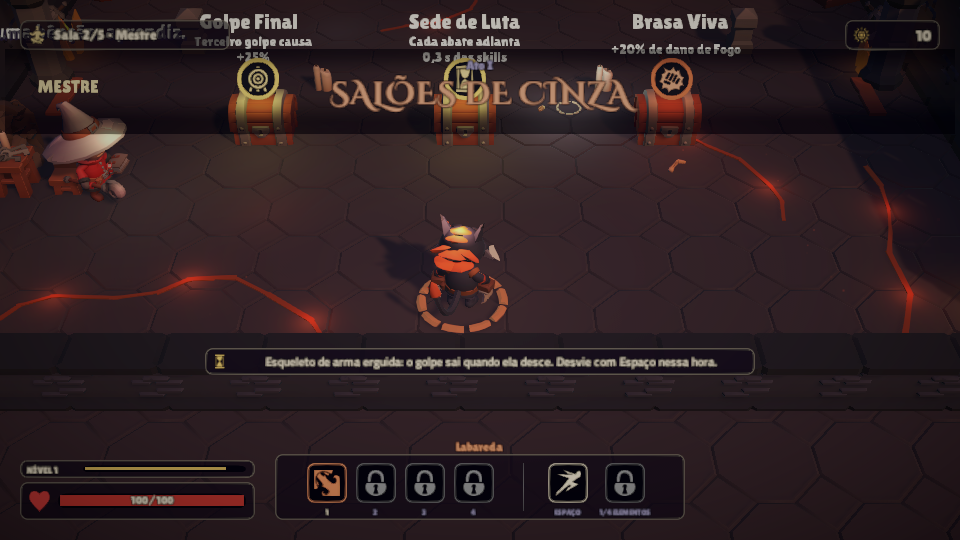 Golpe Final
Terceiro golpe causa
+25%
Sede de Luta
Cada abate adianta
0,3 s das skills
Brasa Viva
+20% de dano de Fogo
Sala 2/5 · Mestre
10
MESTRE
Ato I
SALÕES DE CINZA
Esqueleto de arma erguida: o golpe sai quando ela desce. Desvie com Espaço nessa hora.
Labareda
NÍVEL 1
100/100
1
2
3
4
ESPAÇO
1/4 ELEMENTOS